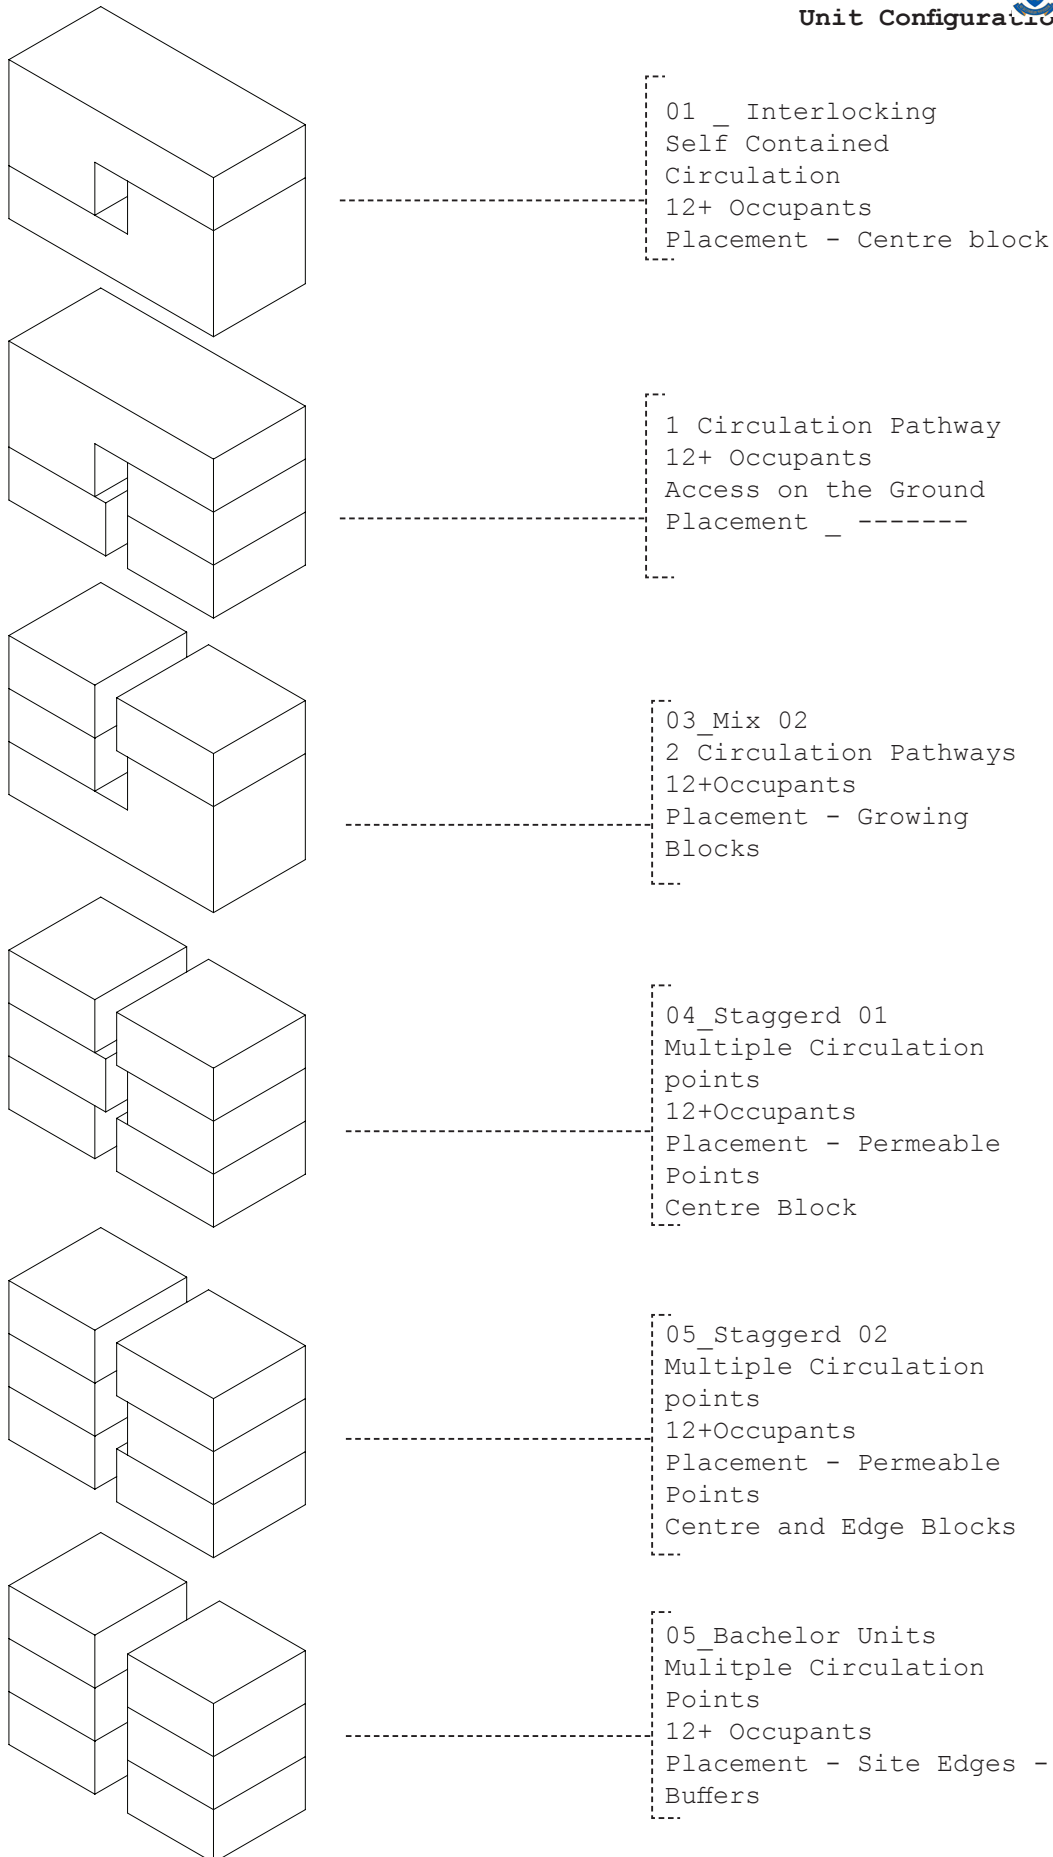 Unit Configuratio
01 _ Interlocking
Self Contained
Circulation
12+ Occupants
Placement - Centre block
1 Circulation Pathway
12+ Occupants
Access on the Ground
Placement _ -------
03_Mix 02
2 Circulation Pathways
12+Occupants
Placement - Growing
Blocks
04_Staggerd 01
Multiple Circulation
points
12+Occupants
Placement - Permeable
Points
Centre Block
05_Staggerd 02
Multiple Circulation
points
12+Occupants
Placement - Permeable
Points
Centre and Edge Blocks
05_Bachelor Units
Mulitple Circulation
Points
12+ Occupants
Placement - Site Edges -
Buffers